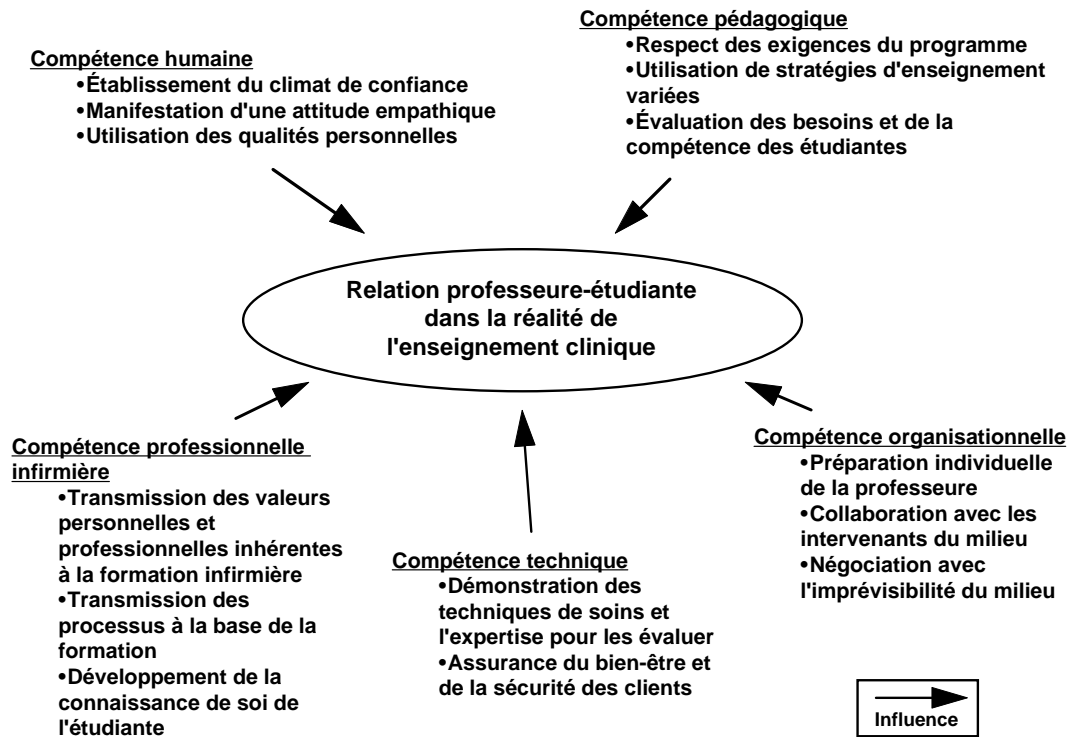 Compétence humaine
•Établissement du climat de confiance
•Manifestation d'une attitude empathique
•Utilisation des qualités personnelles
Compétence pédagogique
•Respect des exigences du programme
•Utilisation de stratégies d'enseignement
variées
•Évaluation des besoins et de la
compétence des étudiantes
Relation professeure-étudiante
dans la réalité de
l'enseignement clinique
Compétence professionnelle
infirmière
•Transmission des valeurs
personnelles et
professionnelles inhérentes
à la formation infirmière
•Transmission des
processus à la base de la
formation
•Développement de la
connaissance de soi de
l'étudiante
Compétence technique
•Démonstration des
techniques de soins et
l'expertise pour les évaluer
•Assurance du bien-être et
de la sécurité des clients
Compétence organisationnelle
•Préparation individuelle
de la professeure
•Collaboration avec les
intervenants du milieu
•Négociation avec
l'imprévisibilité du milieu
Influence